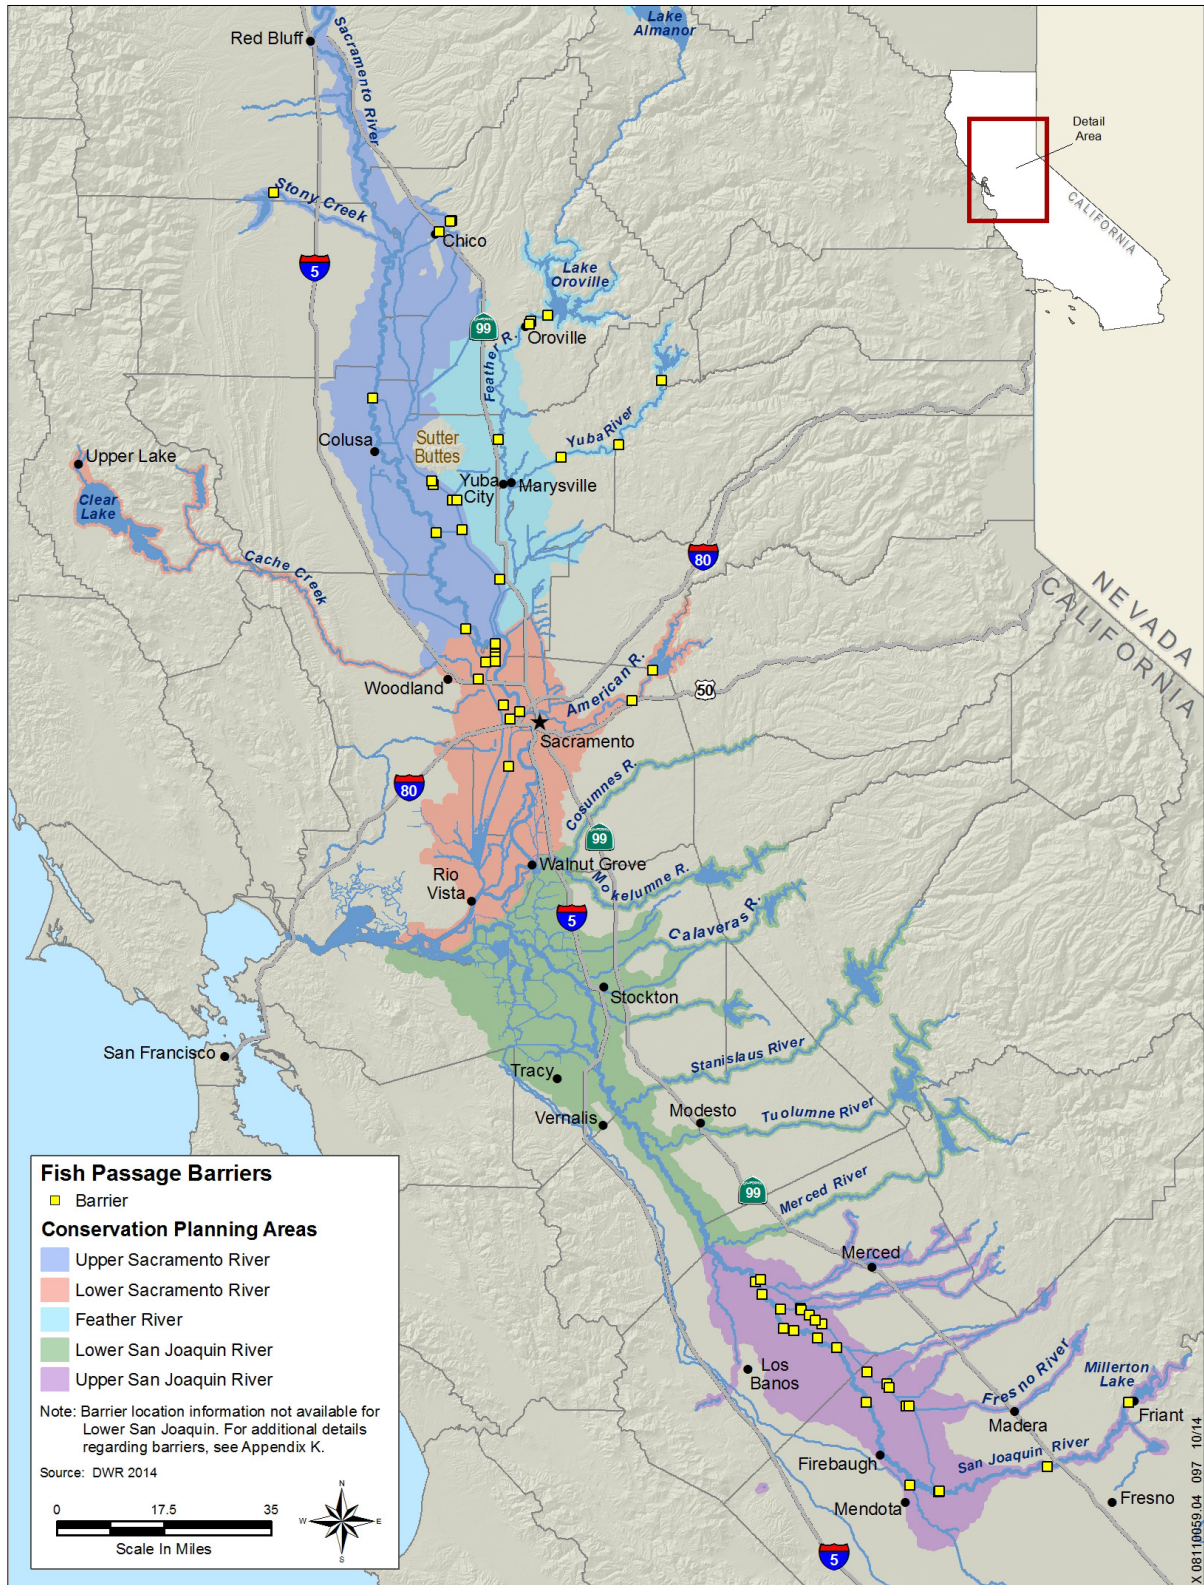 Lake
Almanor
Red Bluff
Sacramento River
Detail
Area
CALIFORNIA
Stony Creek
Chico
5
Lake
Oroville
99
Feather R.
Oroville
Yuba River
Colusa
Sutter
Buttes
Upper Lake
Clear
Lake
Yuba
City
Marysville
Cache Creek
80
NEVADA
CALIFORNIA
Woodland
American R.
50
Sacramento
80
Cosumnes R.
99
Walnut Grove
Rio
Vista
Mokelumne R.
5
Calaveras R.
Stockton
San Francisco
Stanislaus River
Tracy
Vernalis
Modesto
Tuolumne River
Merced River
99
Merced
Los
Banos
Fresno River
Millerton
Lake
Friant
Madera
San Joaquin River
Firebaugh
Mendota
Fresno
5
Fish Passage Barriers
Barrier
Conservation Planning Areas
Upper Sacramento River
Lower Sacramento River
Feather River
Lower San Joaquin River
Upper San Joaquin River
Note: Barrier location information not available for
Lower San Joaquin. For additional details
regarding barriers, see Appendix K.
Source: DWR 2014
0 17.5 35
Scale In Miles
N
W E
S
X 08110059.04 097 10/14